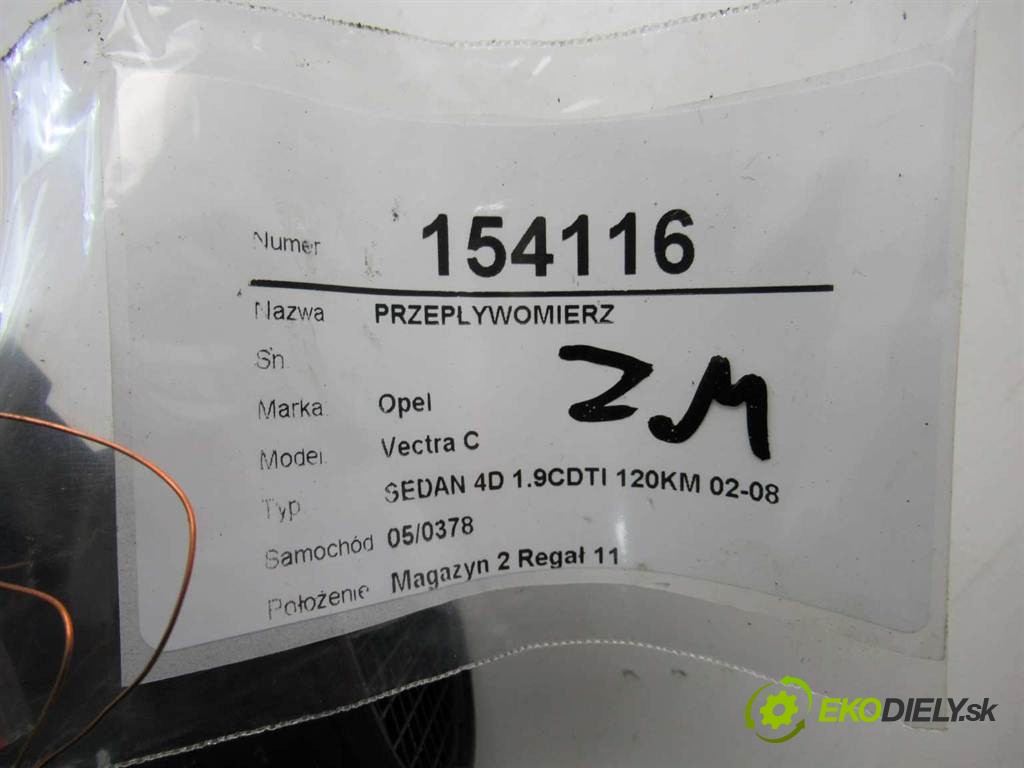 Numer 154116
Nazwa PRZEPŁYWOMIERZ
Sn
ZM
Marka Opel
Model Vectra C
Typ SEDAN 4D 1.9CDTI 120KM 02-08
Samochód 05/0378
Położenie Magazyn 2 Regał 11
EKODIELY.sk